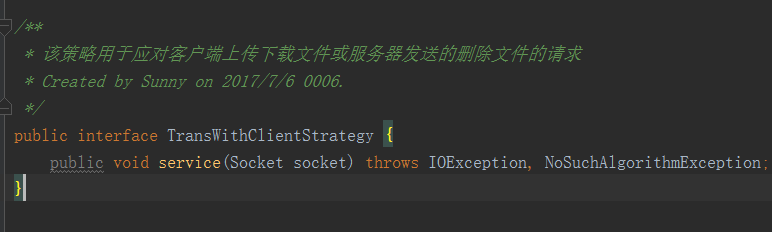 /**
 * 该策略用于应对客户端上传下载文件或服务器发送的删除文件的请求
 * Created by Sunny on 2017/7/6 0006.
 */
public interface TransWithClientStrategy {
    public void service(Socket socket) throws IOException, NoSuchAlgorithmException;
}